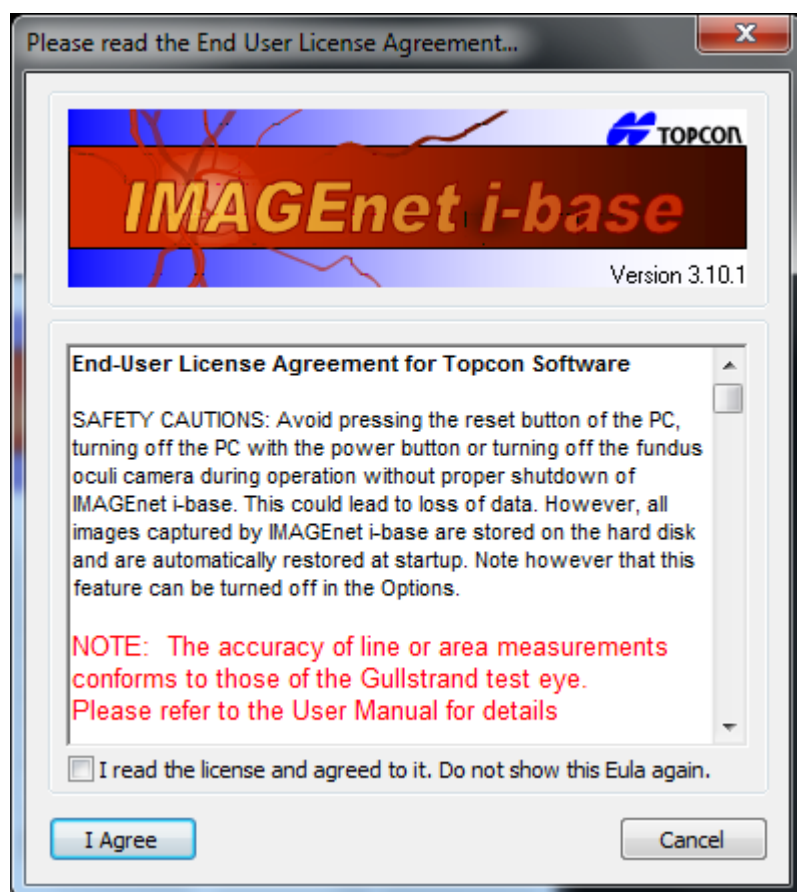 Please read the End User License Agreement...
TOPCON
IMAGEnet i-base
Version 3.10.1
End-User License Agreement for Topcon Software
SAFETY CAUTIONS: Avoid pressing the reset button of the PC,
turning off the PC with the power button or turning off the fundus
oculi camera during operation without proper shutdown of
IMAGEnet i-base. This could lead to loss of data. However, all
images captured by IMAGEnet i-base are stored on the hard disk
and are automatically restored at startup. Note however that this
feature can be turned off in the Options.
NOTE: The accuracy of line or area measurements
conforms to those of the Gullstrand test eye.
Please refer to the User Manual for details
I read the license and agreed to it. Do not show this Eula again.
I Agree
Cancel